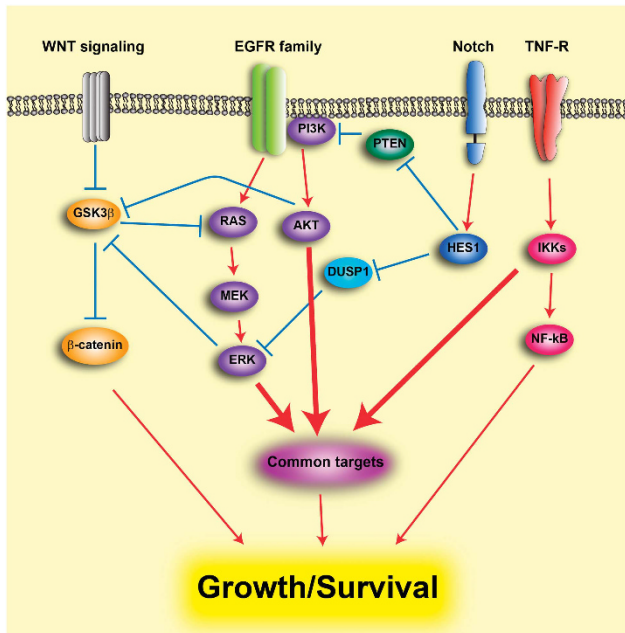 WNT signaling
EGFR family
Notch
TNF-R
PI3K
PTEN
GSK3β
RAS
AKT
HES1
IKKs
DUSP1
MEK
β-catenin
ERK
NF-kB
Common targets
Growth/Survival